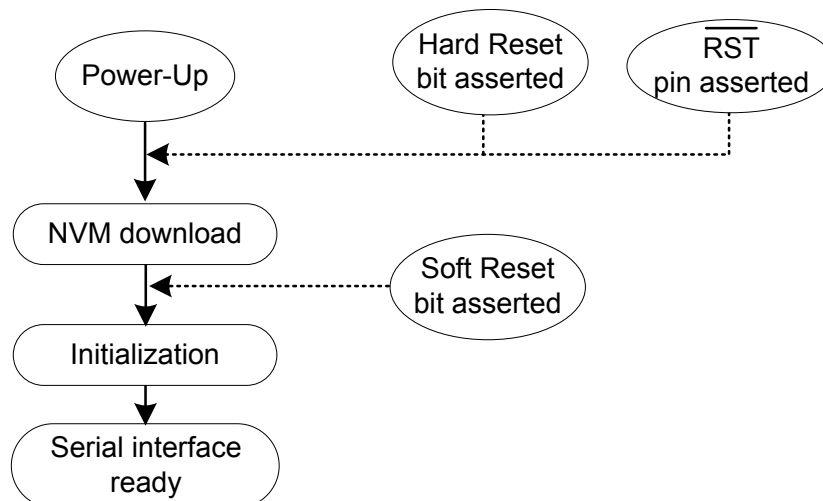 Power-Up
Hard Reset
bit asserted
RST
pin asserted
NVM download
Soft Reset
bit asserted
Initialization
Serial interface
ready